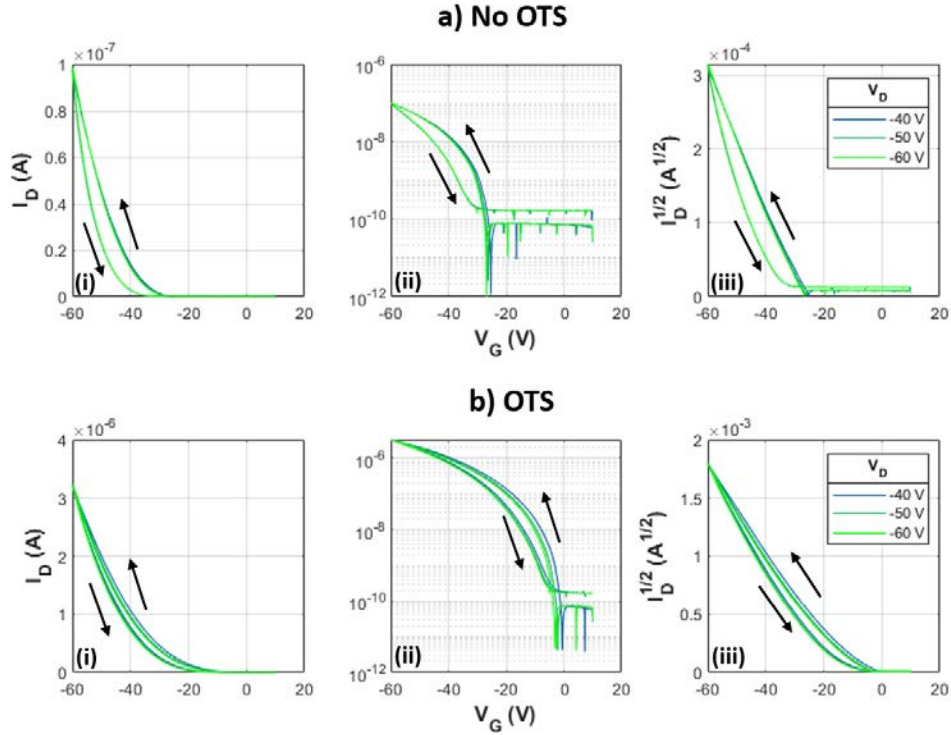 a) No OTS
×10⁻⁷
1
0.8
0.6
0.4
0.2
0
I_D (A)
(i)
-60 -40 -20 0 20
10⁻⁶
10⁻⁸
10⁻¹⁰
10⁻¹²
(ii)
-60 -40 -20 0 20
V_G (V)
×10⁻⁴
3
2
1
0
I_D^1/2 (A^1/2)
(iii)
V_D
-40 V
-50 V
-60 V
-60 -40 -20 0 20
b) OTS
×10⁻⁶
4
3
2
1
0
I_D (A)
(i)
-60 -40 -20 0 20
10⁻⁶
10⁻⁸
10⁻¹⁰
10⁻¹²
(ii)
-60 -40 -20 0 20
V_G (V)
×10⁻³
2
1.5
1
0.5
0
I_D^1/2 (A^1/2)
(iii)
V_D
-40 V
-50 V
-60 V
-60 -40 -20 0 20